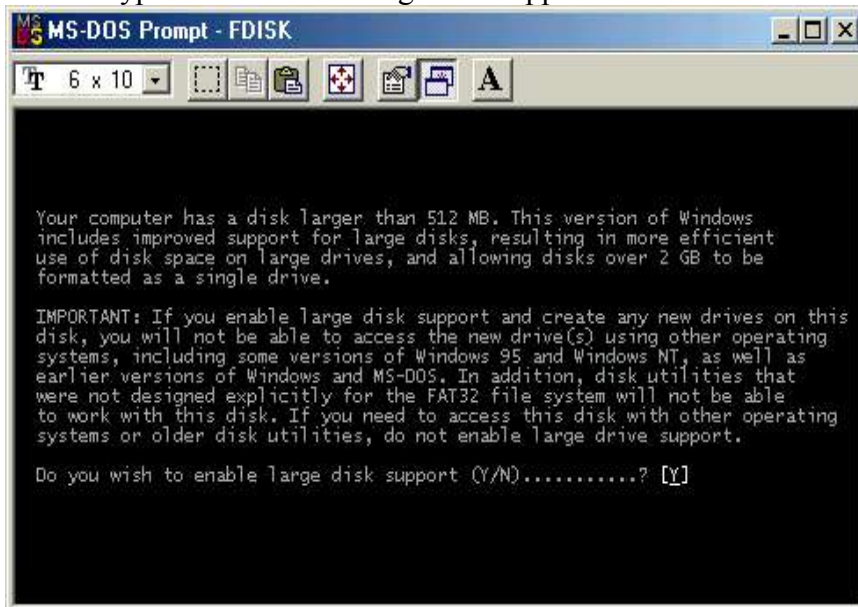 MS-DOS Prompt - FDISK
6 x 10
A
Your computer has a disk larger than 512 MB. This version of Windows
includes improved support for large disks, resulting in more efficient
use of disk space on large drives, and allowing disks over 2 GB to be
formatted as a single drive.
IMPORTANT: If you enable large disk support and create any new drives on this
disk, you will not be able to access the new drive(s) using other operating
systems, including some versions of Windows 95 and Windows NT, as well as
earlier versions of Windows and MS-DOS. In addition, disk utilities that
were not designed explicitly for the FAT32 file system will not be able
to work with this disk. If you need to access this disk with other operating
systems or older disk utilities, do not enable large drive support.
Do you wish to enable large disk support (Y/N)...........? [Y]